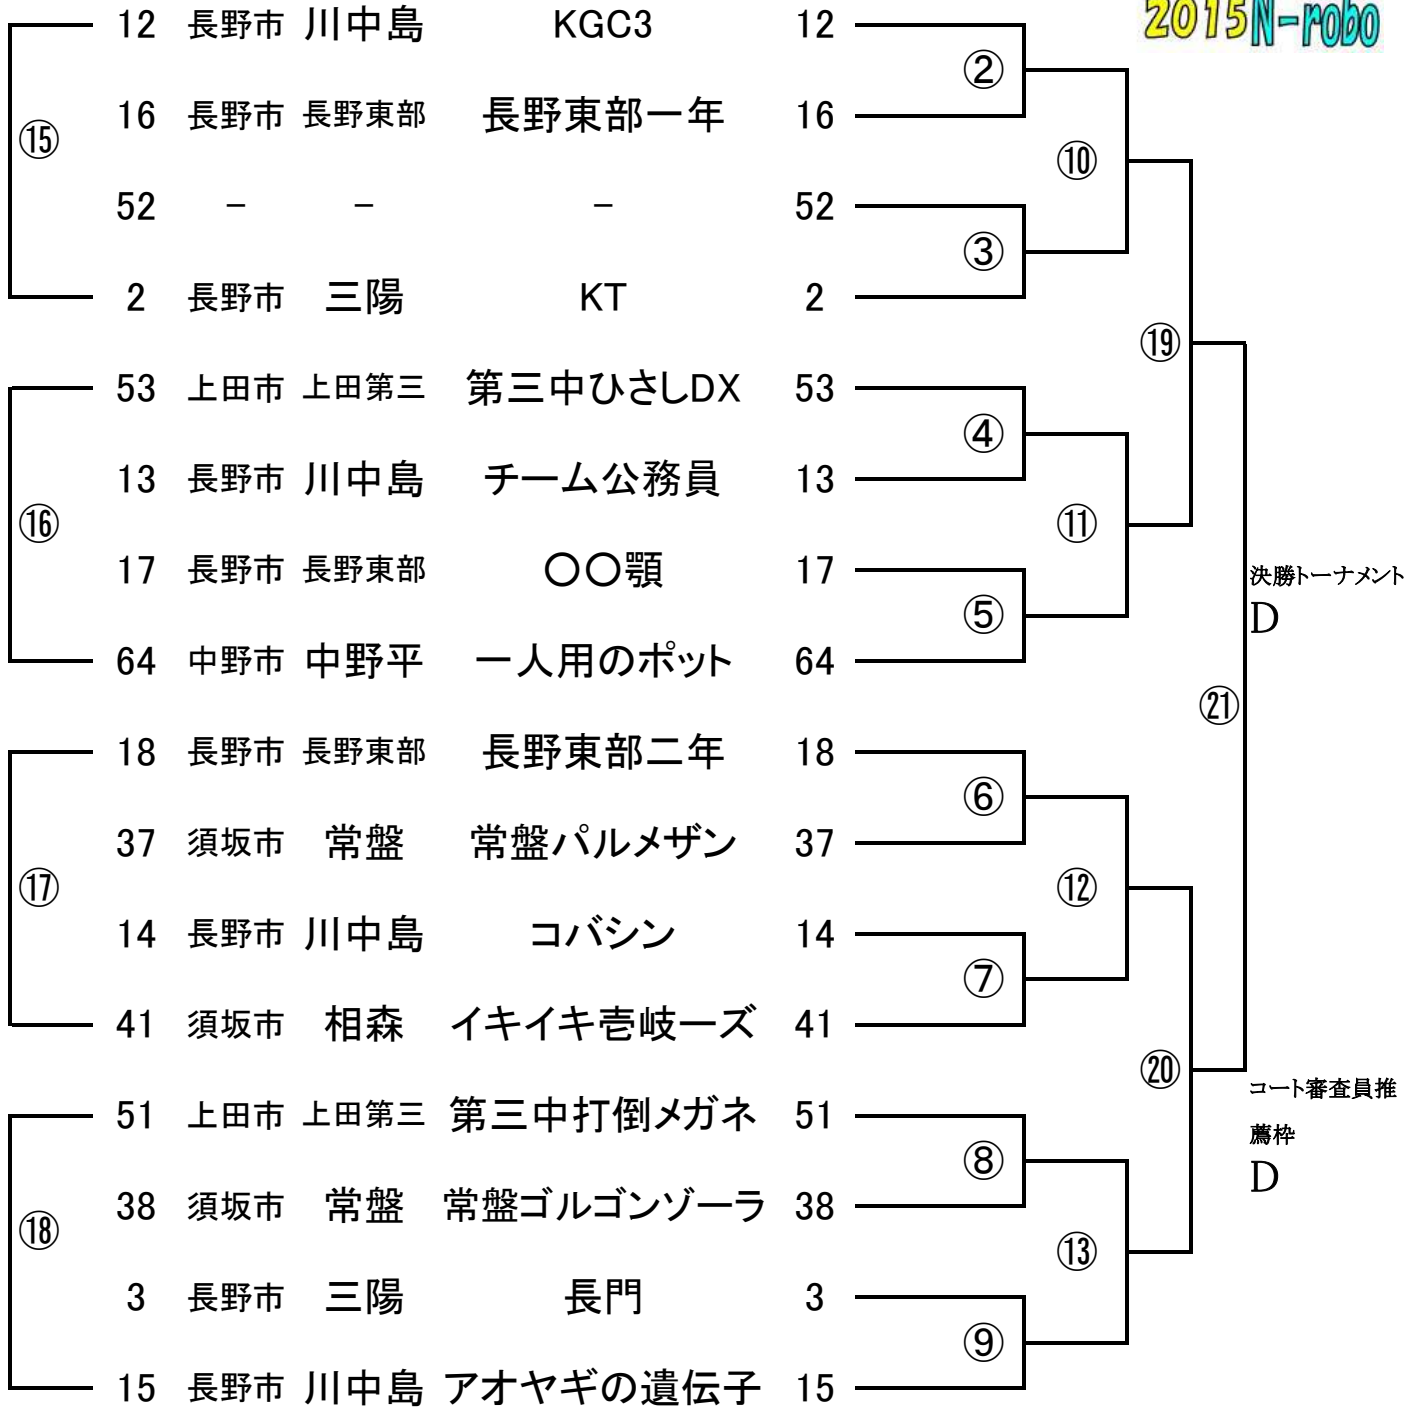 2015N-robo
12 長野市 川中島 KGC3 12
②
16 長野市 長野東部 長野東部一年 16
⑮
⑩
52 － － － 52
③
2 長野市 三陽 KT 2
⑲
53 上田市 上田第三 第三中ひさしDX 53
④
13 長野市 川中島 チーム公務員 13
⑯
⑪
17 長野市 長野東部 〇〇顎 17
決勝トーナメント
D
⑤
64 中野市 中野平 一人用のポット 64
㉑
18 長野市 長野東部 長野東部二年 18
⑥
37 須坂市 常盤 常盤パルメザン 37
⑰
⑫
14 長野市 川中島 コバシン 14
⑦
41 須坂市 相森 イキイキ壱岐ーズ 41
⑳
コート審査員推
薦枠
D
51 上田市 上田第三 第三中打倒メガネ 51
⑧
38 須坂市 常盤 常盤ゴルゴンゾーラ 38
⑱
⑬
3 長野市 三陽 長門 3
⑨
15 長野市 川中島 アオヤギの遺伝子 15